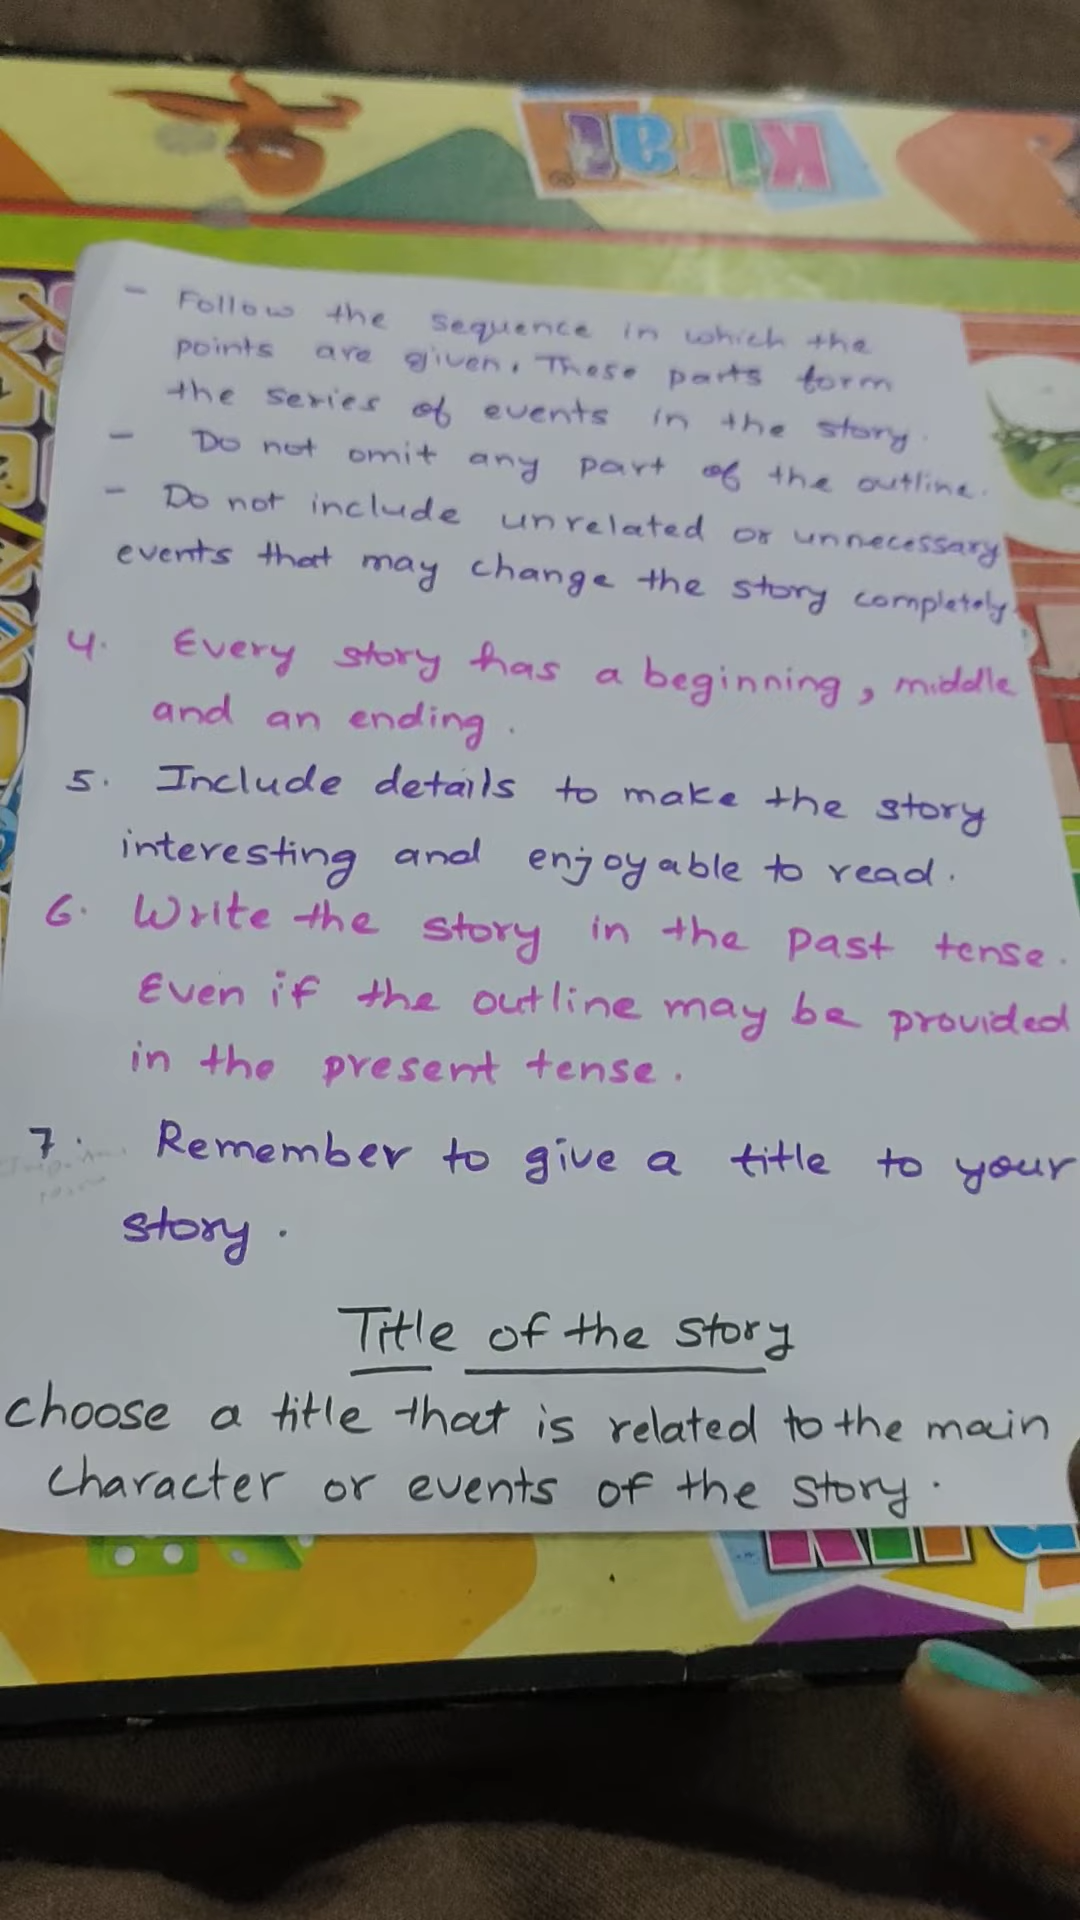 - Follow the sequence in which the
points are given. These parts form
the series of events in the story.
- Do not omit any part of the outline.
- Do not include unrelated or unnecessary
events that may change the story completely.
4. Every story has a beginning, middle
and an ending.
5. Include details to make the story
interesting and enjoyable to read.
6. Write the story in the past tense.
Even if the outline may be provided
in the present tense.
7. Remember to give a title to your
story.
Title of the story
choose a title that is related to the main
character or events of the story.